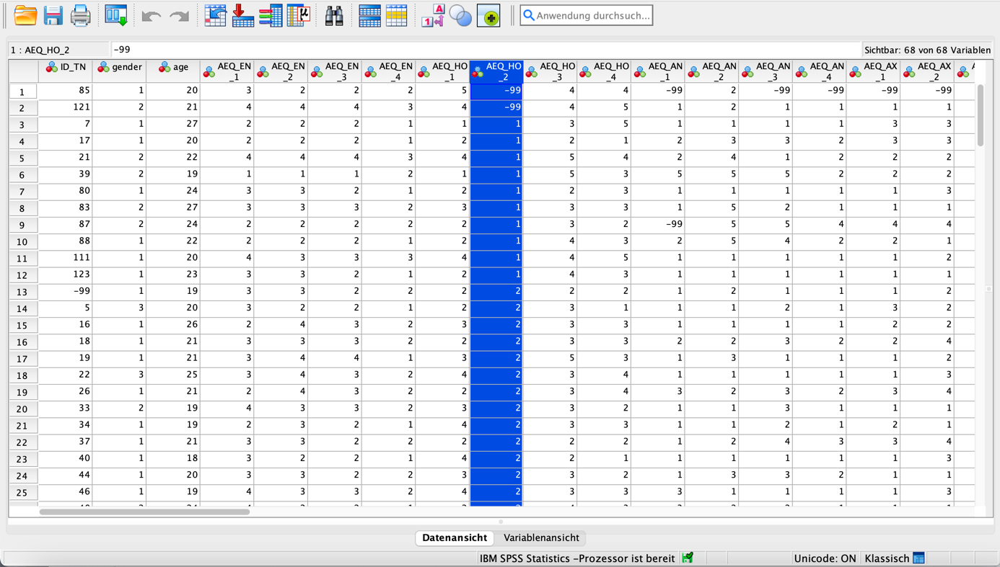 Anwendung durchsuch...
1 : AEQ_HO_2 -99 Sichtbar: 68 von 68 Variablen
ID_TN gender age AEQ_EN_1 AEQ_EN_2 AEQ_EN_3 AEQ_EN_4 AEQ_HO_1 AEQ_HO_2 AEQ_HO_3 AEQ_HO_4 AEQ_AN_1 AEQ_AN_2 AEQ_AN_3 AEQ_AN_4 AEQ_AX_1 AEQ_AX_2
1 85 1 20 3 2 2 2 5 -99 4 4 -99 2 -99 -99 -99 -99
2 121 2 21 4 4 4 3 4 -99 4 5 1 2 1 1 1 1
3 7 1 27 2 2 2 1 1 1 3 5 1 1 1 1 3 3
4 17 1 20 2 2 2 1 2 1 2 1 2 3 3 2 3 3
5 21 2 22 4 4 4 3 4 1 5 4 2 4 1 2 2 2
6 39 2 19 1 1 1 2 1 1 5 3 5 5 5 2 2 2
7 80 1 24 3 3 2 1 2 1 2 3 1 1 1 1 1 3
8 83 2 27 3 3 3 2 3 1 3 3 1 5 2 1 1 1
9 87 2 24 2 2 2 2 2 1 3 2 -99 5 5 4 4 4
10 88 1 22 2 2 2 1 2 1 4 3 2 5 4 2 2 1
11 111 1 20 4 3 3 3 4 1 4 5 1 1 1 1 1 2
12 123 1 23 3 3 2 1 2 1 4 3 1 1 1 1 1 1
13 -99 1 19 3 3 2 2 2 2 2 2 1 2 1 1 1 2
14 5 3 20 3 2 2 1 2 2 3 1 1 1 2 1 3 2
15 16 1 26 2 4 3 2 3 2 3 3 1 1 1 1 2 2
16 18 1 21 3 3 3 2 2 2 3 3 2 2 3 2 2 4
17 19 1 21 3 4 4 1 3 2 5 3 1 3 1 1 1 2
18 22 3 25 3 4 3 2 4 2 3 4 1 1 1 1 1 3
19 26 1 21 2 4 3 2 2 2 3 4 3 2 3 2 3 4
20 33 2 19 4 3 3 2 3 2 3 2 1 1 3 1 1 1
21 34 1 19 2 3 2 1 4 2 3 3 1 1 2 1 2 1
22 37 1 21 3 3 2 2 2 2 2 2 1 2 4 3 3 4
23 40 1 18 3 2 2 1 4 2 2 1 1 1 1 1 1 3
24 44 1 20 3 3 2 2 3 2 3 2 1 3 3 2 1 1
25 46 1 19 4 3 3 2 4 2 3 3 3 1 1 1 1 3
Datenansicht Variablenansicht
IBM SPSS Statistics -Prozessor ist bereit Unicode: ON Klassisch